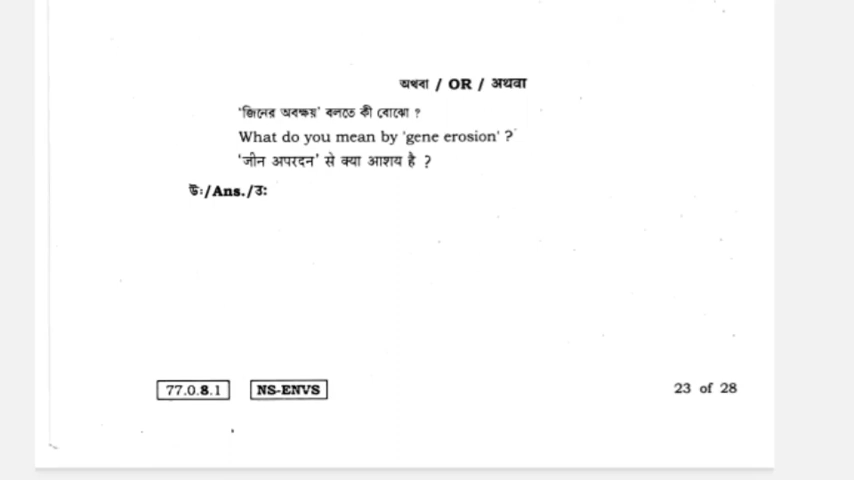 অথবা / OR / अथवा
'জিনের অবক্ষয়' বলতে কী বোঝো ?
What do you mean by 'gene erosion' ?
'जीन अपरदन' से क्या आशय है ?
উঃ/Ans./उ:
77.0.8.1 NS-ENVS 23 of 28